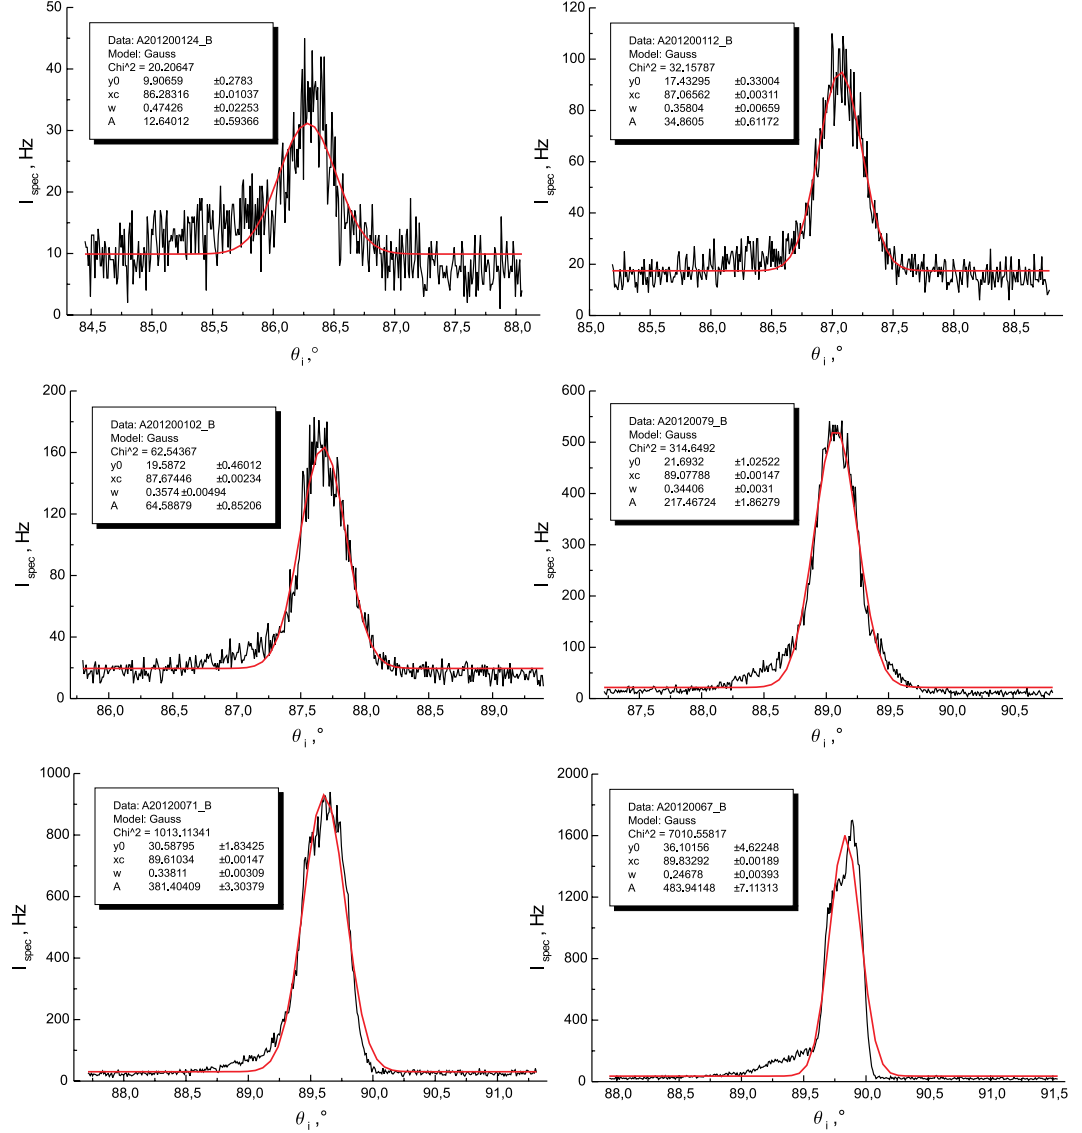 50
40
30
20
10
0
I spec , Hz
Data: A201200124_B
Model: Gauss
Chi^2 = 20.20647
y0 9.90659 ±0.2783
xc 86.28316 ±0.01037
w 0.47426 ±0.02253
A 12.64012 ±0.59366
84,5 85,0 85,5 86,0 86,5 87,0 87,5 88,0
θ i ,°
120
100
80
60
40
20
0
I spec , Hz
Data: A201200112_B
Model: Gauss
Chi^2 = 32.15787
y0 17.43295 ±0.33004
xc 87.06562 ±0.00311
w 0.35804 ±0.00659
A 34.8605 ±0.61172
85,0 85,5 86,0 86,5 87,0 87,5 88,0 88,5
θ i ,°
200
160
120
80
40
0
I spec , Hz
Data: A201200102_B
Model: Gauss
Chi^2 = 62.54367
y0 19.5872 ±0.46012
xc 87.67446 ±0.00234
w 0.3574 ±0.00494
A 64.58879 ±0.85206
86,0 86,5 87,0 87,5 88,0 88,5 89,0
θ i ,°
600
500
400
300
200
100
0
I spec , Hz
Data: A20120079_B
Model: Gauss
Chi^2 = 314.6492
y0 21.6932 ±1.02522
xc 89.07788 ±0.00147
w 0.34406 ±0.0031
A 217.46724 ±1.86279
87,5 88,0 88,5 89,0 89,5 90,0 90,5
θ i ,°
1000
800
600
400
200
0
I spec , Hz
Data: A20120071_B
Model: Gauss
Chi^2 = 1013.11341
y0 30.58795 ±1.83425
xc 89.61034 ±0.00147
w 0.33811 ±0.00309
A 381.40409 ±3.30379
88,0 88,5 89,0 89,5 90,0 90,5 91,0
θ i ,°
2000
1600
1200
800
400
0
I spec , Hz
Data: A20120067_B
Model: Gauss
Chi^2 = 7010.55817
y0 36.10156 ±4.62248
xc 89.83292 ±0.00189
w 0.24678 ±0.00393
A 483.94148 ±7.11313
88,0 88,5 89,0 89,5 90,0 90,5 91,0 91,5
θ i ,°